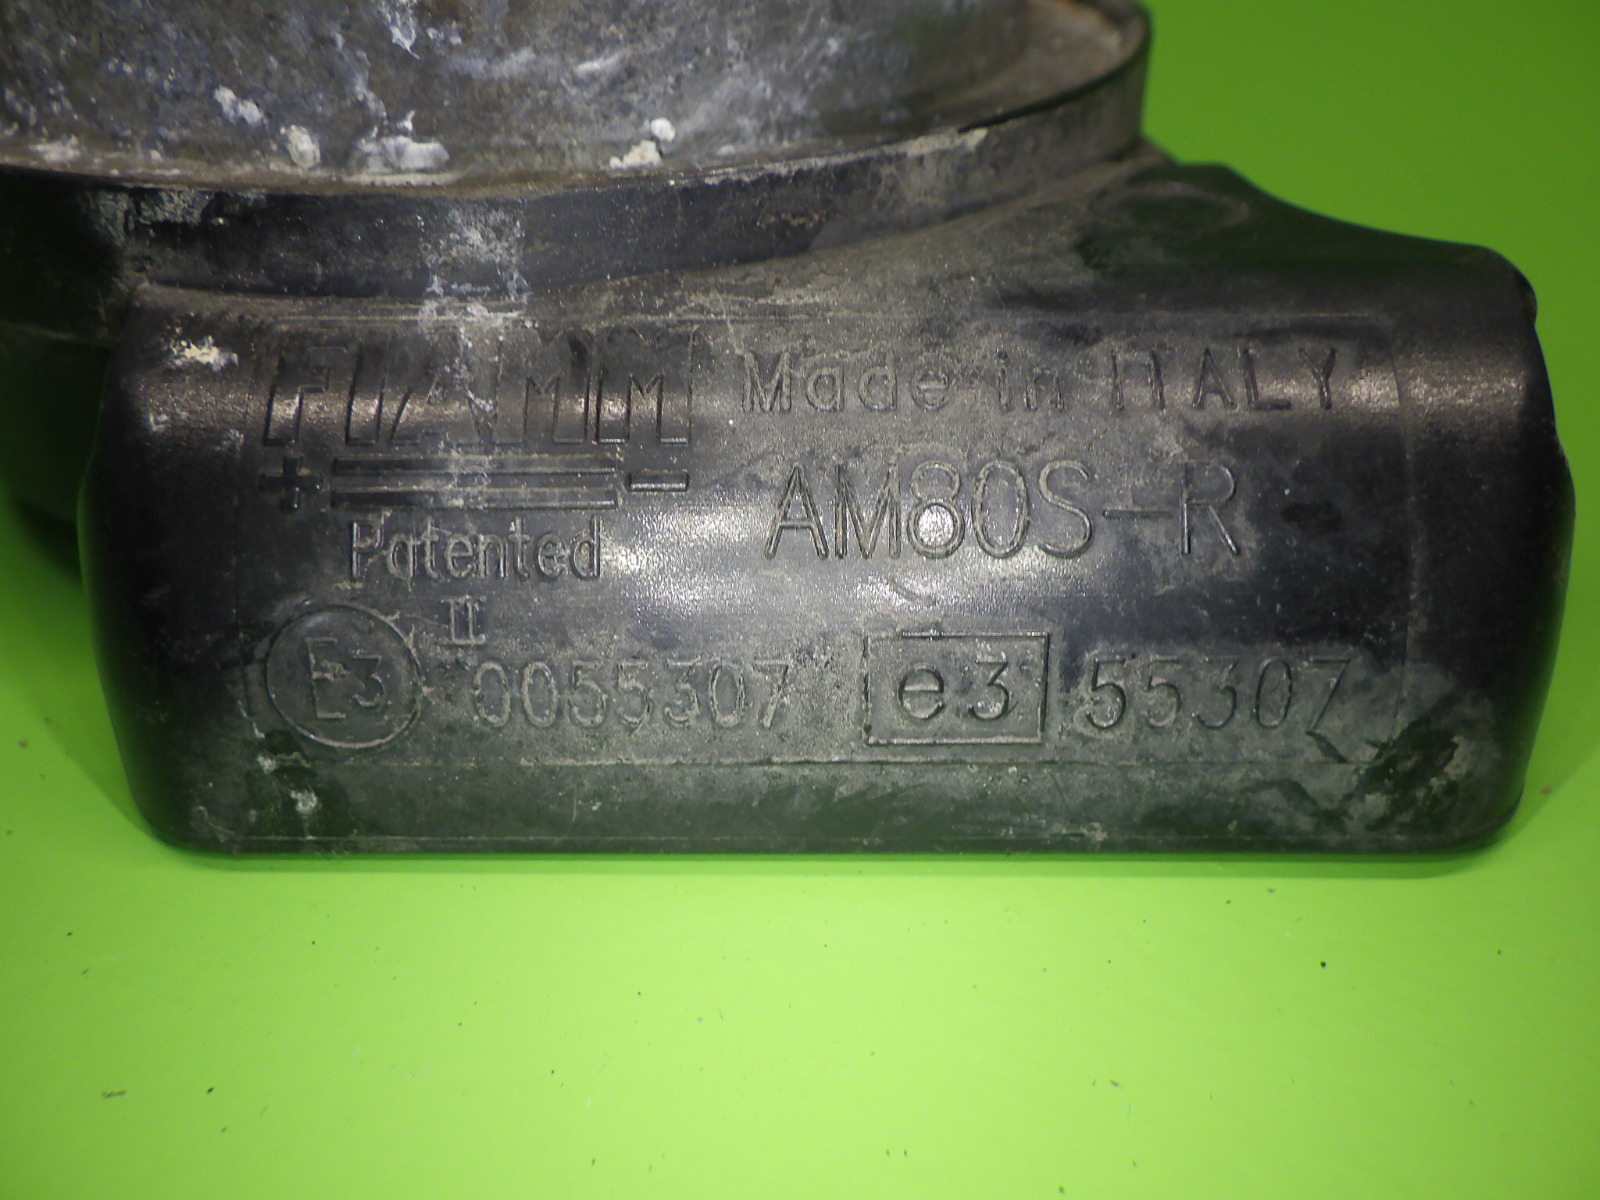 FIAMM Made in ITALY
+ - AM80S-R
Patented
II
E3 0055307 e3 55307